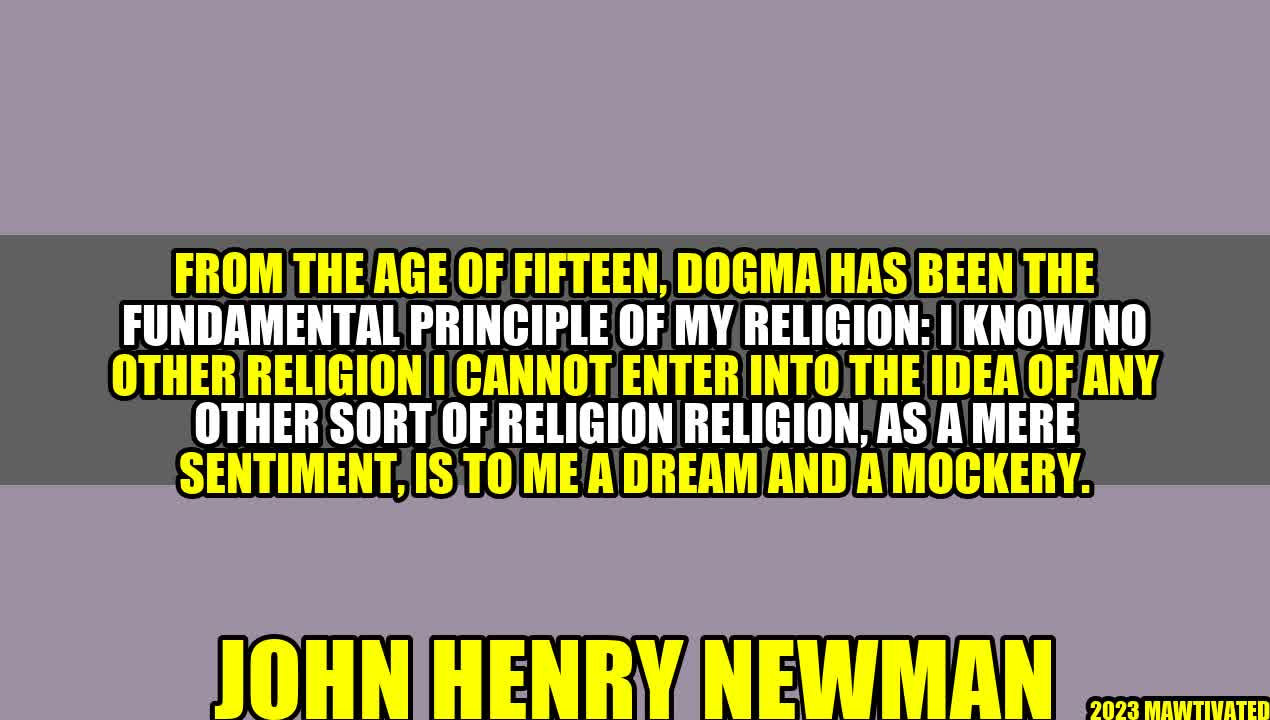 FROM THE AGE OF FIFTEEN, DOGMA HAS BEEN THE
FUNDAMENTAL PRINCIPLE OF MY RELIGION: I KNOW NO
OTHER RELIGION I CANNOT ENTER INTO THE IDEA OF ANY
OTHER SORT OF RELIGION RELIGION, AS A MERE
SENTIMENT, IS TO ME A DREAM AND A MOCKERY.
JOHN HENRY NEWMAN
2023 MAWTIVATED